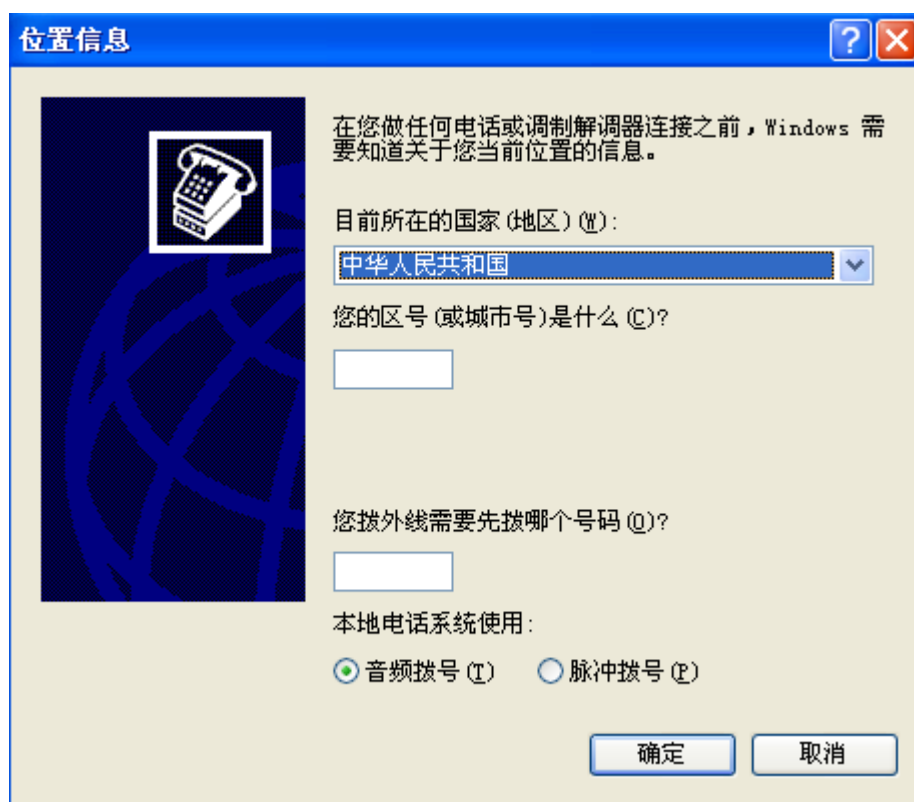 位置信息
在您做任何电话或调制解调器连接之前，Windows 需
要知道关于您当前位置的信息。
目前所在的国家(地区)(W):
中华人民共和国
您的区号(或城市号)是什么(C)?
您拨外线需要先拨哪个号码(O)?
本地电话系统使用:
音频拨号(T) 脉冲拨号(P)
确定 取消